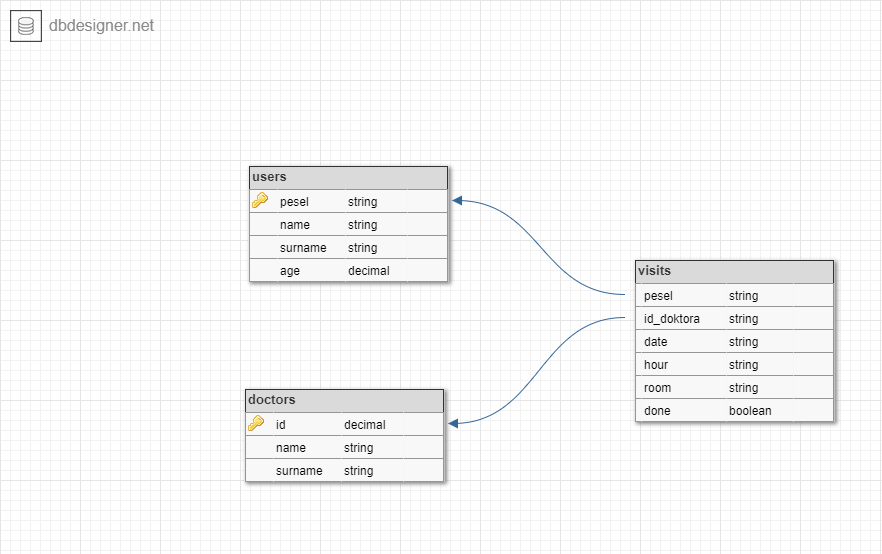 dbdesigner.net
users
pesel string
name string
surname string
age decimal
visits
pesel string
id_doktora string
date string
hour string
room string
done boolean
doctors
id decimal
name string
surname string